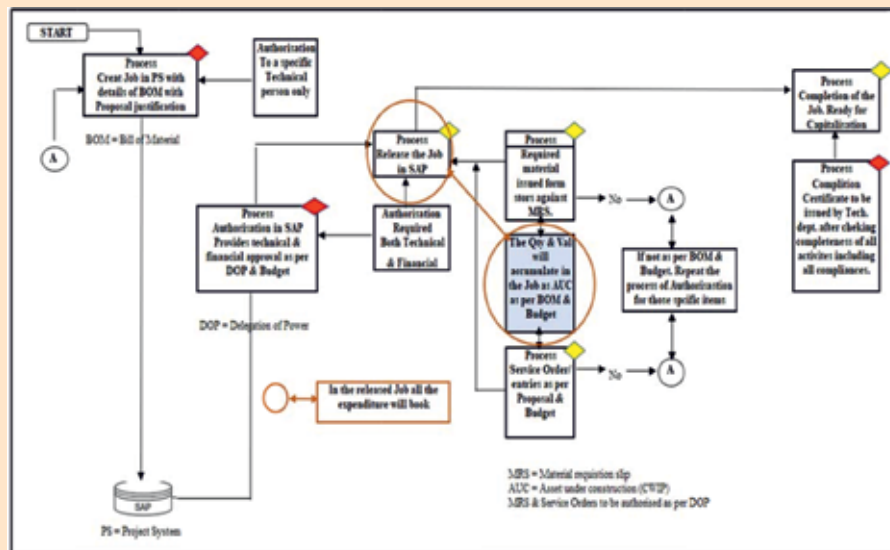 START
Process
Creat Job in PS with
details of BOM with
Proposal justification
Authorisation
To a specific
Technical
person only
BOM = Bill of Material
A
Process
Release the Job
in SAP
Process
Required
material
issued form
stors against
MRS.
Process
Completion of the
Job. Ready for
Capitalization
No
A
Process
Complition
Certificate to be
issued by Tech.
dept. after cheking
completeness of all
activites including
all compliances.
Process
Authorisation in SAP
Provides technical &
financial approval as per
DOP & Budget
Authorisation
Required
Both Technical
& Financial
The Qty & Val
will
accumulate in
the Job as AUC
as per BOM &
Budget
If not as per BOM &
Budget. Repeat the
process of Authorisastion
for those spcific items
DOP = Delegation of Power
Process
Service Order/
entries as per
Proposal &
Budget
No
A
In the released Job all the
expenditure will book
SAP
PS = Project System
MRS = Material requistion slip
AUC = Asset under construction (CWIP)
MRS & Service Orders to be authorised as per DOP